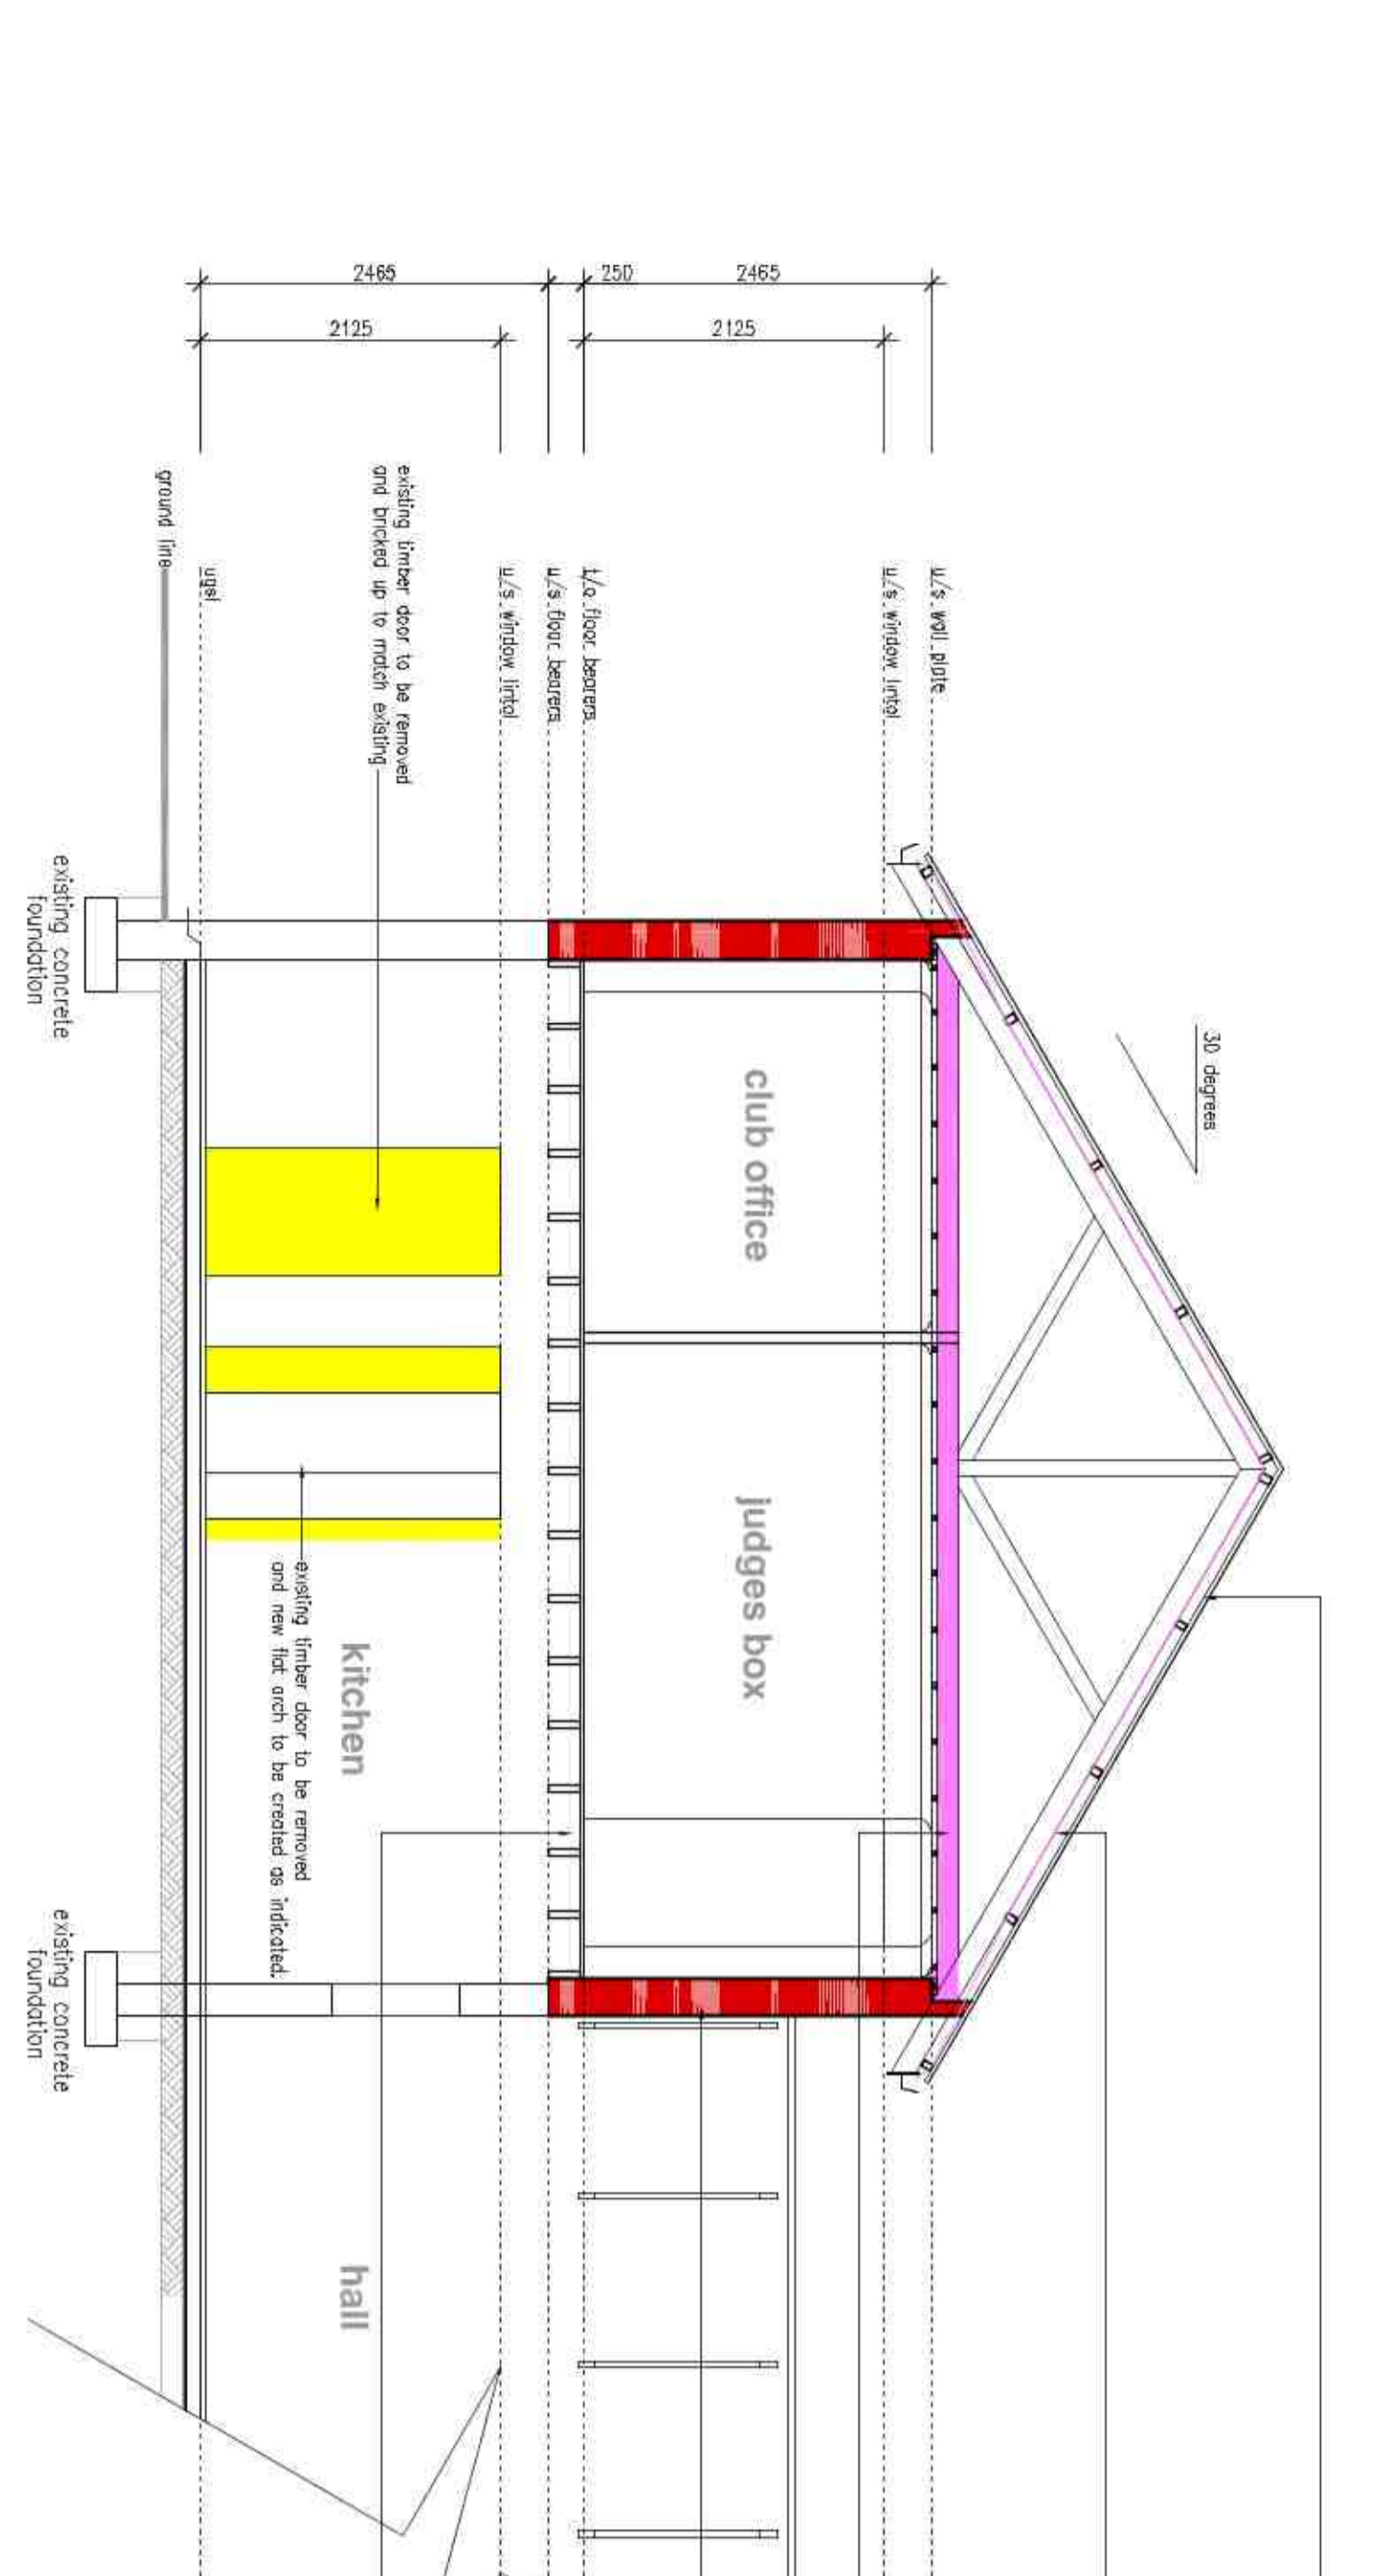 30 degrees
u/s wall plate
u/s window lintol
t/o floor bearers
u/s floor bearers
u/s window lintol
ugsl
ground line
2465
250
2465
2125
2125
club office
judges box
existing timber door to be removed
and bricked up to match existing
kitchen
hall
existing timber door to be removed
and new flat arch to be created as indicated.
existing concrete
foundation
existing concrete
foundation